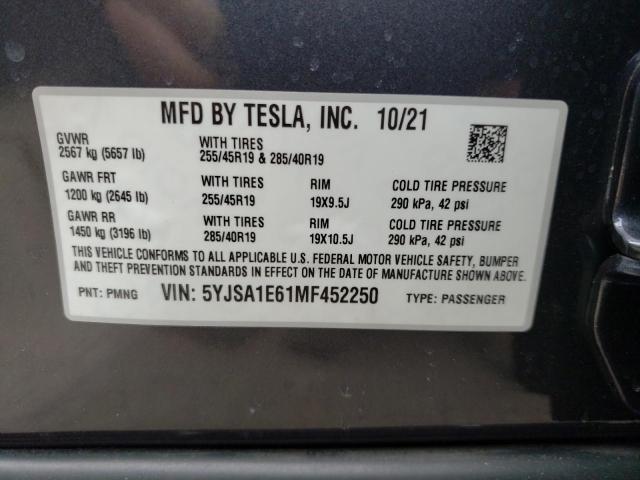 MFD BY TESLA, INC. 10/21
GVWR
2567 kg (5657 lb)
WITH TIRES
255/45R19 & 285/40R19
GAWR FRT
1200 kg (2645 lb)
WITH TIRES
255/45R19
RIM
19X9.5J
COLD TIRE PRESSURE
290 kPa, 42 psi
GAWR RR
1450 kg (3196 lb)
WITH TIRES
285/40R19
RIM
19X10.5J
COLD TIRE PRESSURE
290 kPa, 42 psi
THIS VEHICLE CONFORMS TO ALL APPLICABLE U.S. FEDERAL MOTOR VEHICLE SAFETY, BUMPER
AND THEFT PREVENTION STANDARDS IN EFFECT ON THE DATE OF MANUFACTURE SHOWN ABOVE.
PNT: PMNG VIN: 5YJSA1E61MF452250 TYPE: PASSENGER